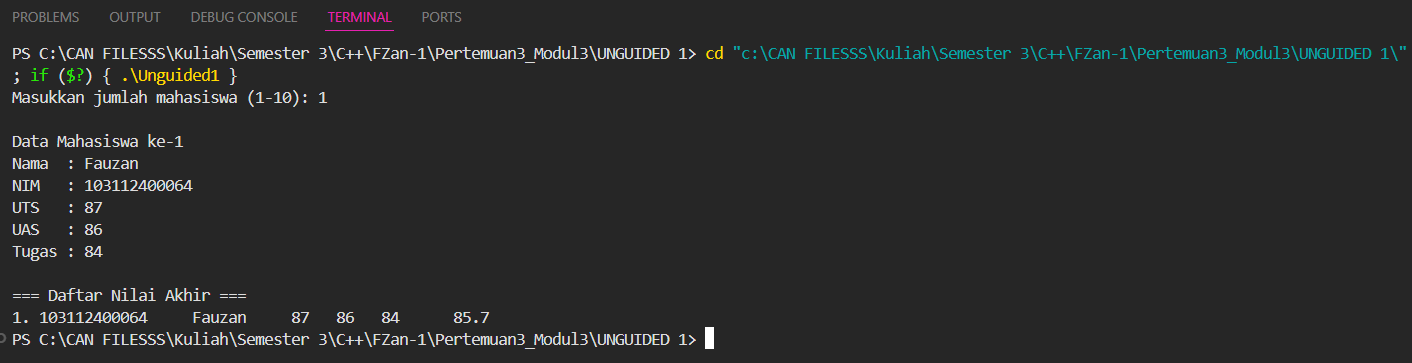 PROBLEMS OUTPUT DEBUG CONSOLE TERMINAL PORTS
PS C:\CAN FILESSS\Kuliah\Semester 3\C++\FZan-1\Pertemuan3_Modul3\UNGUIDED 1> cd "c:\CAN FILESSS\Kuliah\Semester 3\C++\FZan-1\Pertemuan3_Modul3\UNGUIDED 1\"
; if ($?) { .\Unguided1 }
Masukkan jumlah mahasiswa (1-10): 1
Data Mahasiswa ke-1
Nama  : Fauzan
NIM   : 103112400064
UTS   : 87
UAS   : 86
Tugas : 84
=== Daftar Nilai Akhir ===
1. 103112400064     Fauzan     87   86   84      85.7
PS C:\CAN FILESSS\Kuliah\Semester 3\C++\FZan-1\Pertemuan3_Modul3\UNGUIDED 1>